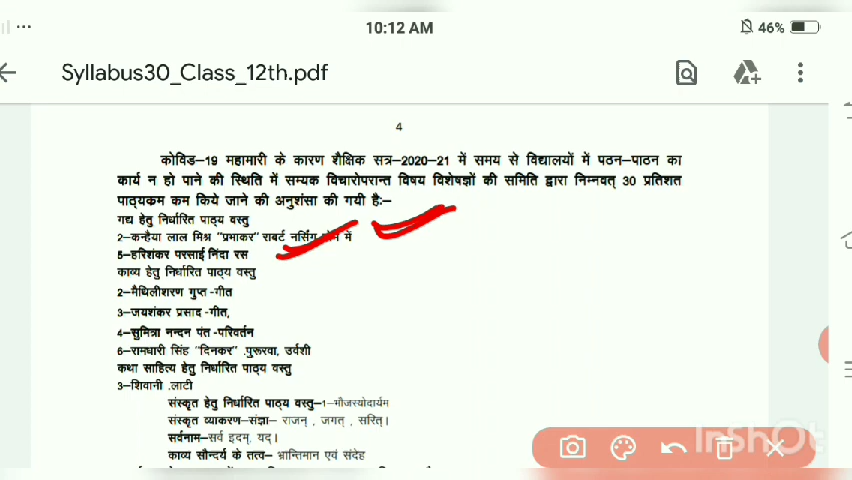 10:12 AM
46%
Syllabus30_Class_12th.pdf
4
कोविड–19 महामारी के कारण शैक्षिक सत्र–2020–21 में समय से विद्यालयों में पठन–पाठन का
कार्य न हो पाने की स्थिति में सम्यक विचारोपरान्त विषय विशेषज्ञों की समिति द्वारा निम्नवत् 30 प्रतिशत
पाठ्यक्रम कम किये जाने की अनुशंसा की गयी है:–
गद्य हेतु निर्धारित पाठ्य वस्तु
2–कन्हैया लाल मिश्र "प्रभाकर" राबर्ट नर्सिंग में
5–हरिशंकर परसाई निंदा रस
काव्य हेतु निर्धारित पाठ्य वस्तु
2–मैथिलीशरण गुप्त -गीत
3–जयशंकर प्रसाद -गीत,
4–सुमित्रा नन्दन पंत -परिवर्तन
6–रामधारी सिंह "दिनकर" .पुरूरवा, उर्वशी
कथा साहित्य हेतु निर्धारित पाठ्य वस्तु
3–शिवानी .लाटी
संस्कृत हेतु निर्धारित पाठ्य वस्तु–1–भोजस्यौदार्यम
संस्कृत व्याकरण–संज्ञा– राजन् , जगत् , सरित्।
सर्वनाम–सर्व इदम्, यद्।
काव्य सौन्दर्य के तत्व– भ्रान्तिमान एवं संदेह
InShOt